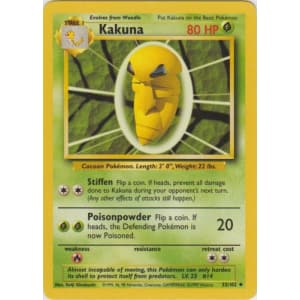 STAGE 1
Evolves from Weedle
Put Kakuna on the Basic Pokémon
Kakuna
80 HP
Cocoon Pokémon. Length: 2' 0", Weight: 22 lbs.
Stiffen Flip a coin. If heads, prevent all damage
done to Kakuna during your opponent's next turn.
(Any other effects of attacks still happen.)
Poisonpowder Flip a coin. If
heads, the Defending Pokémon is
now Poisoned.
20
weakness
resistance
retreat cost
Almost incapable of moving, this Pokémon can only harden
its shell to protect itself from predators. LV. 23 #14
33/102